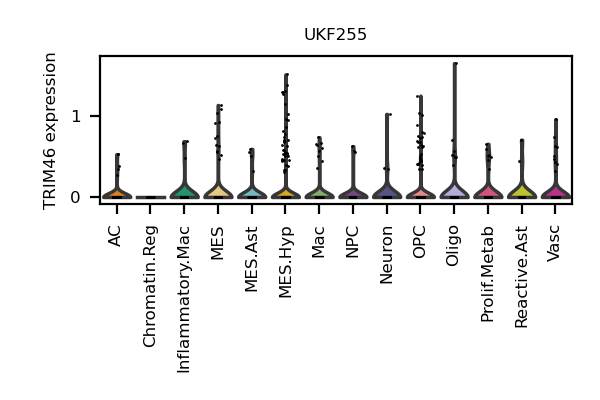 UKF255
TRIM46 expression
1
0
AC
Chromatin.Reg
Inflammatory.Mac
MES
MES.Ast
MES.Hyp
Mac
NPC
Neuron
OPC
Oligo
Prolif.Metab
Reactive.Ast
Vasc